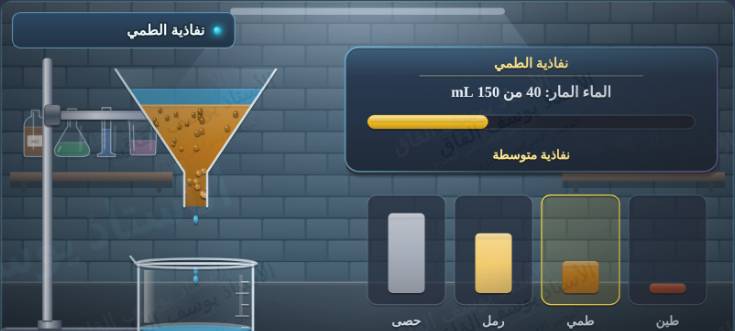 نفاذية الطمي
نفاذية الطمي
الماء المار: 40 من 150 mL
نفاذية متوسطة
طين
طمي
رمل
حصى